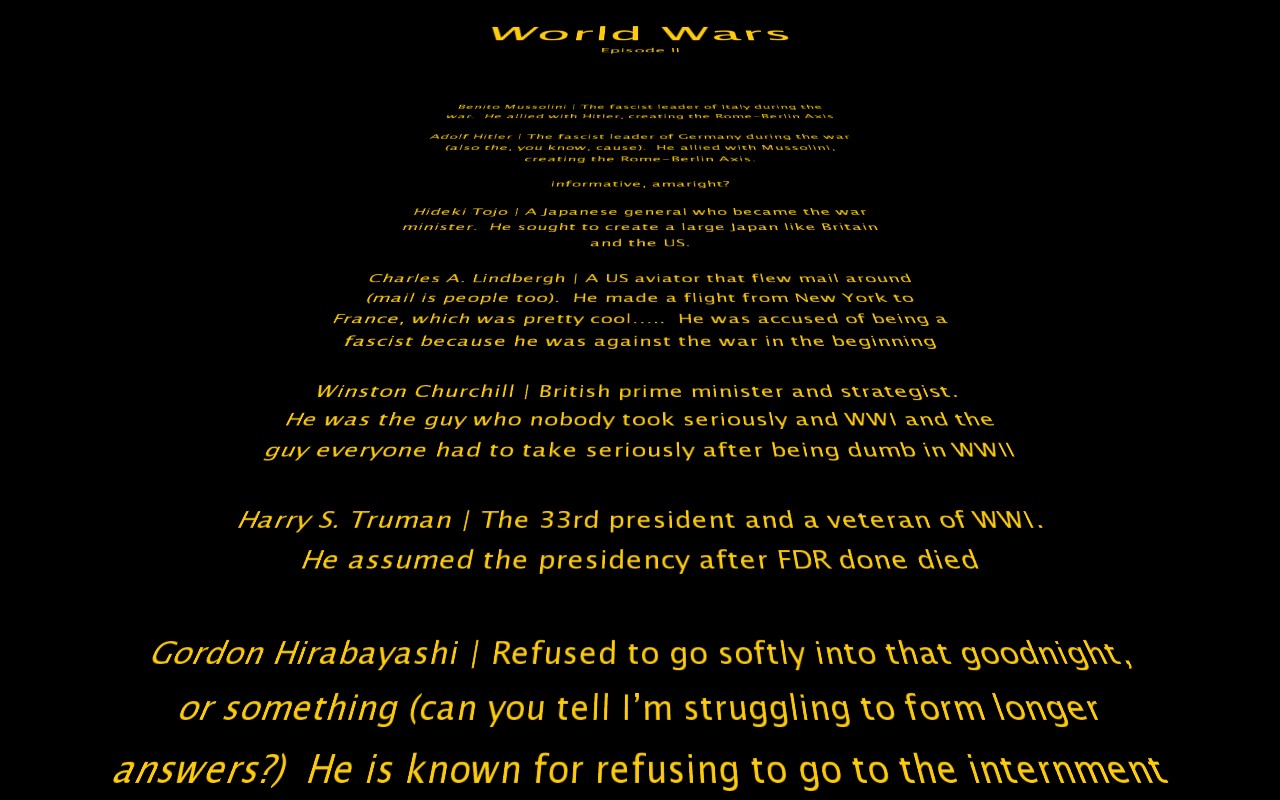 World Wars
Episode II
Benito Mussolini | The fascist leader of Italy during the
war.  He allied with Hitler, creating the Rome-Berlin Axis
Adolf Hitler | The fascist leader of Germany during the war
(also the, you know, cause).  He allied with Mussolini,
creating the Rome-Berlin Axis.
informative, amaright?
Hideki Tojo | A Japanese general who became the war
minister.  He sought to create a large Japan like Britain
and the US.
Charles A. Lindbergh | A US aviator that flew mail around
(mail is people too).  He made a flight from New York to
France, which was pretty cool.....  He was accused of being a
fascist because he was against the war in the beginning
Winston Churchill | British prime minister and strategist.
He was the guy who nobody took seriously and WWI and the
guy everyone had to take seriously after being dumb in WWII
Harry S. Truman | The 33rd president and a veteran of WWI.
He assumed the presidency after FDR done died
Gordon Hirabayashi | Refused to go softly into that goodnight,
or something (can you tell I’m struggling to form longer
answers?)  He is known for refusing to go to the internment